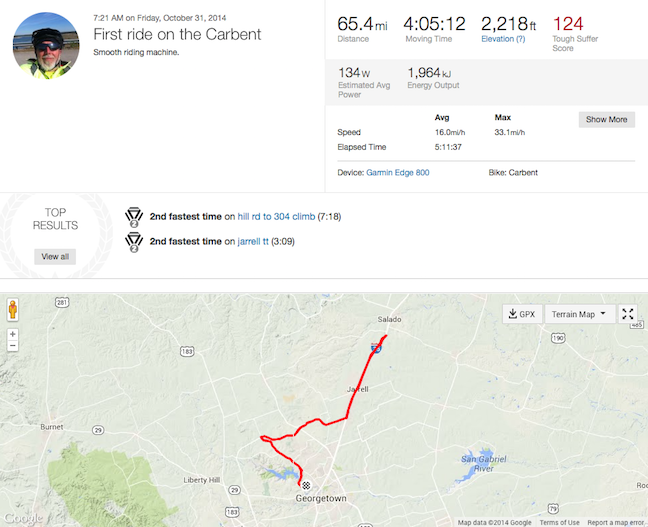 7:21 AM on Friday, October 31, 2014
First ride on the Carbent
Smooth riding machine.
65.4mi
Distance
4:05:12
Moving Time
2,218ft
Elevation (?)
124
Tough Suffer
Score
134W
Estimated Avg
Power
1,964kJ
Energy Output
Avg
Max
Show More
Speed
16.0mi/h
33.1mi/h
Elapsed Time
5:11:37
Device: Garmin Edge 800
Bike: Carbent
TOP
RESULTS
View all
2
2nd fastest time on hill rd to 304 climb (7:18)
2
2nd fastest time on jarrell tt (3:09)
281
GPX
Terrain Map
Salado
485
190
183
Burnet
29
183
San Gabriel
River
Liberty Hill
29
Georgetown
29
79
Google
Map data ©2014 Google
Terms of Use
Report a map error